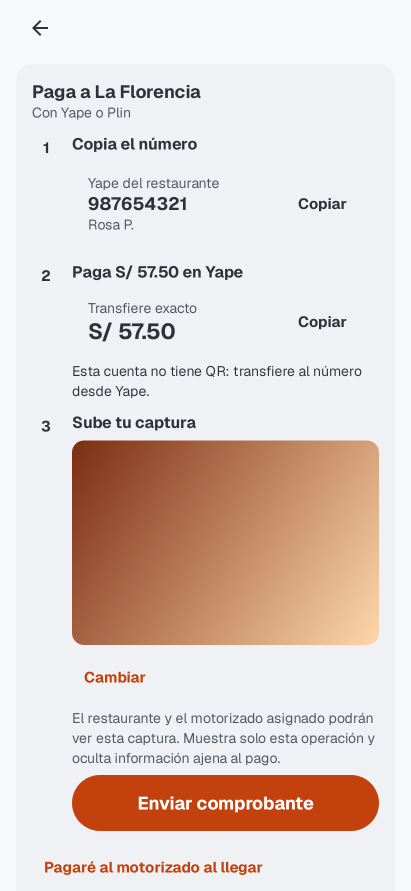 Paga a La Florencia
Con Yape o Plin
1 Copia el número
Yape del restaurante
987654321
Rosa P.
Copiar
2 Paga S/ 57.50 en Yape
Transfiere exacto
S/ 57.50
Copiar
Esta cuenta no tiene QR: transfiere al número
desde Yape.
3 Sube tu captura
Cambiar
El restaurante y el motorizado asignado podrán
ver esta captura. Muestra solo esta operación y
oculta información ajena al pago.
Enviar comprobante
Pagaré al motorizado al llegar